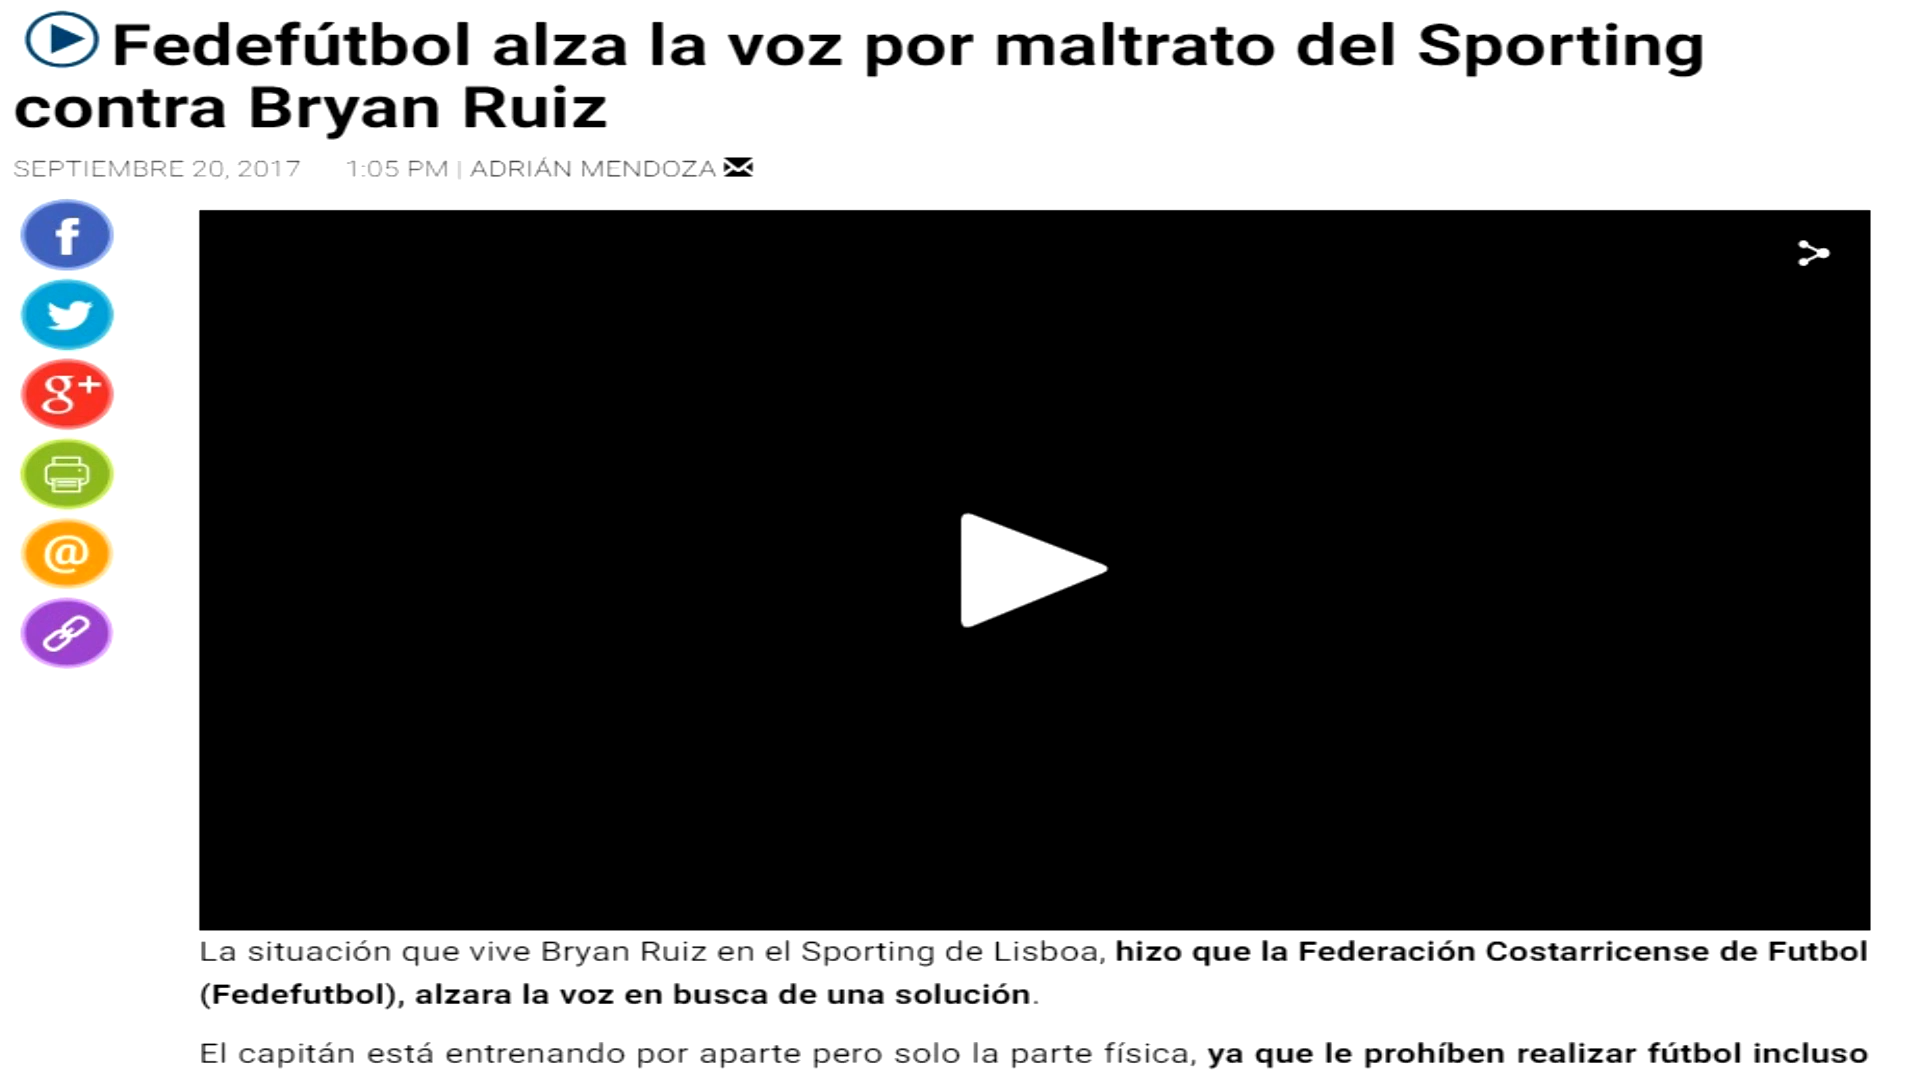 Fedefútbol alza la voz por maltrato del Sporting
contra Bryan Ruiz
SEPTIEMBRE 20, 2017 1:05 PM | ADRIÁN MENDOZA
f
g+
@
La situación que vive Bryan Ruiz en el Sporting de Lisboa, hizo que la Federación Costarricense de Futbol
(Fedefutbol), alzara la voz en busca de una solución.
El capitán está entrenando por aparte pero solo la parte física, ya que le prohíben realizar fútbol incluso